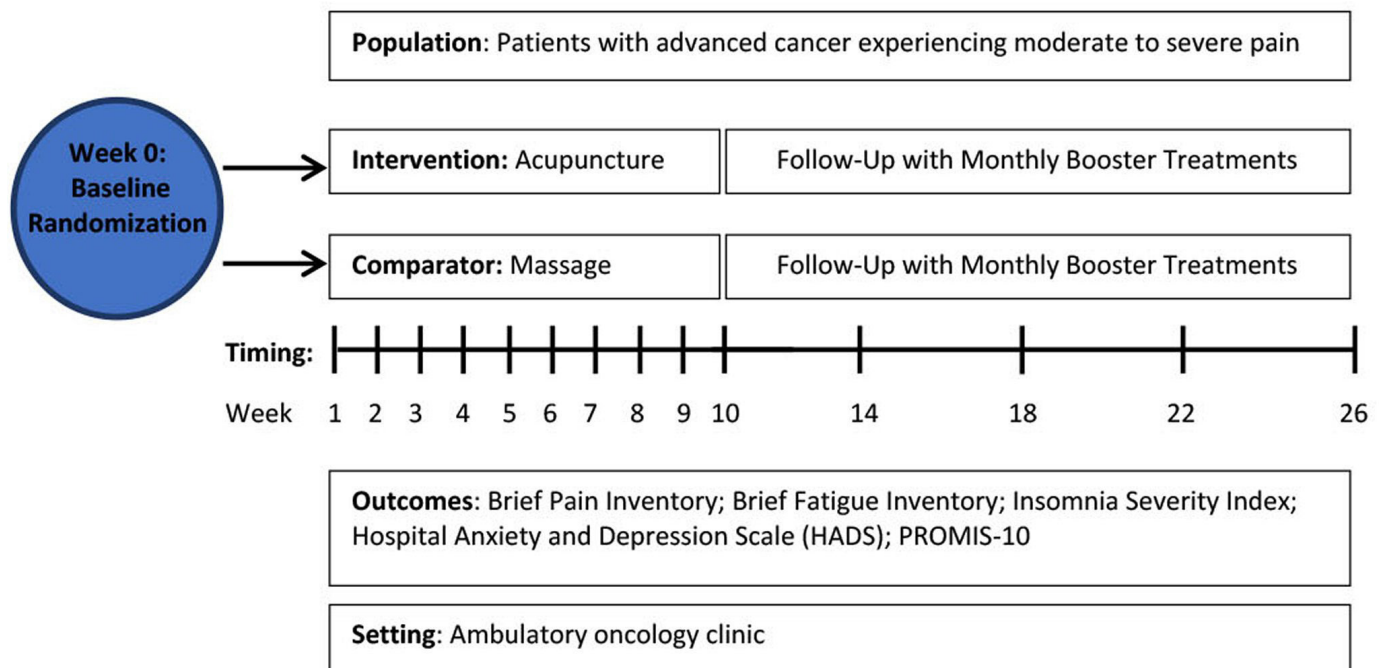 Population: Patients with advanced cancer experiencing moderate to severe pain
Week 0:
Baseline
Randomization
Intervention: Acupuncture
Follow-Up with Monthly Booster Treatments
Comparator: Massage
Follow-Up with Monthly Booster Treatments
Timing:
Week 1 2 3 4 5 6 7 8 9 10 14 18 22 26
Outcomes: Brief Pain Inventory; Brief Fatigue Inventory; Insomnia Severity Index;
Hospital Anxiety and Depression Scale (HADS); PROMIS-10
Setting: Ambulatory oncology clinic